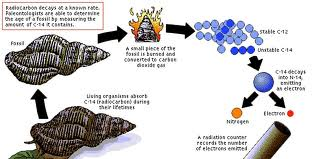 Radiocarbon decays at a known rate.
Paleontologists are able to determine
the age of a fossil by measuring the
amount of C-14 it contains.
Fossil
A small piece of the
fossil is burned and
converted to carbon
dioxide gas
Stable C-12
Unstable C-14
C-14 decays
into N-14,
omitting an
electron
Nitrogen
Electron
Living organisms absorb
C-14 (radiocarbon) during
their lifetimes
A radiation counter
records the number
of electrons emitted